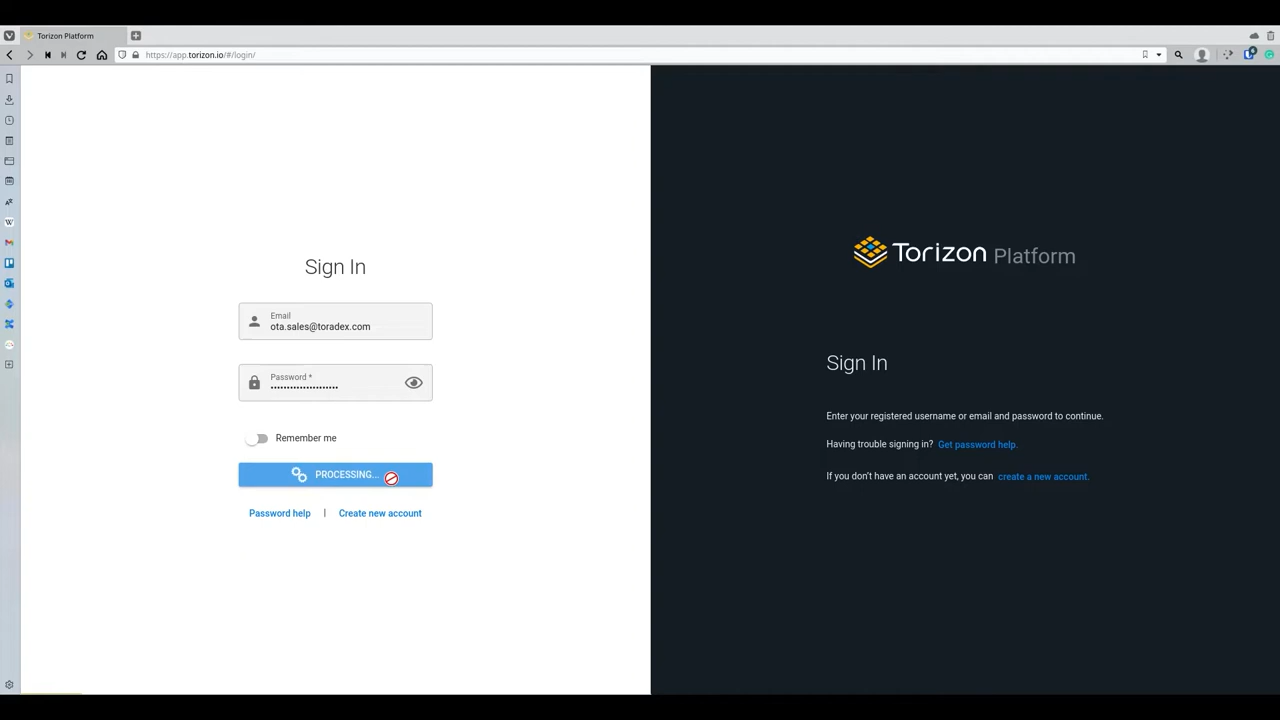 Torizon Platform
https://app.torizon.io/#/login/
Sign In
Email
ota.sales@toradex.com
Password *
••••••••••••••••••••
Remember me
PROCESSING...
Password help | Create new account
Torizon Platform
Sign In
Enter your registered username or email and password to continue.
Having trouble signing in? Get password help.
If you don't have an account yet, you can create a new account.